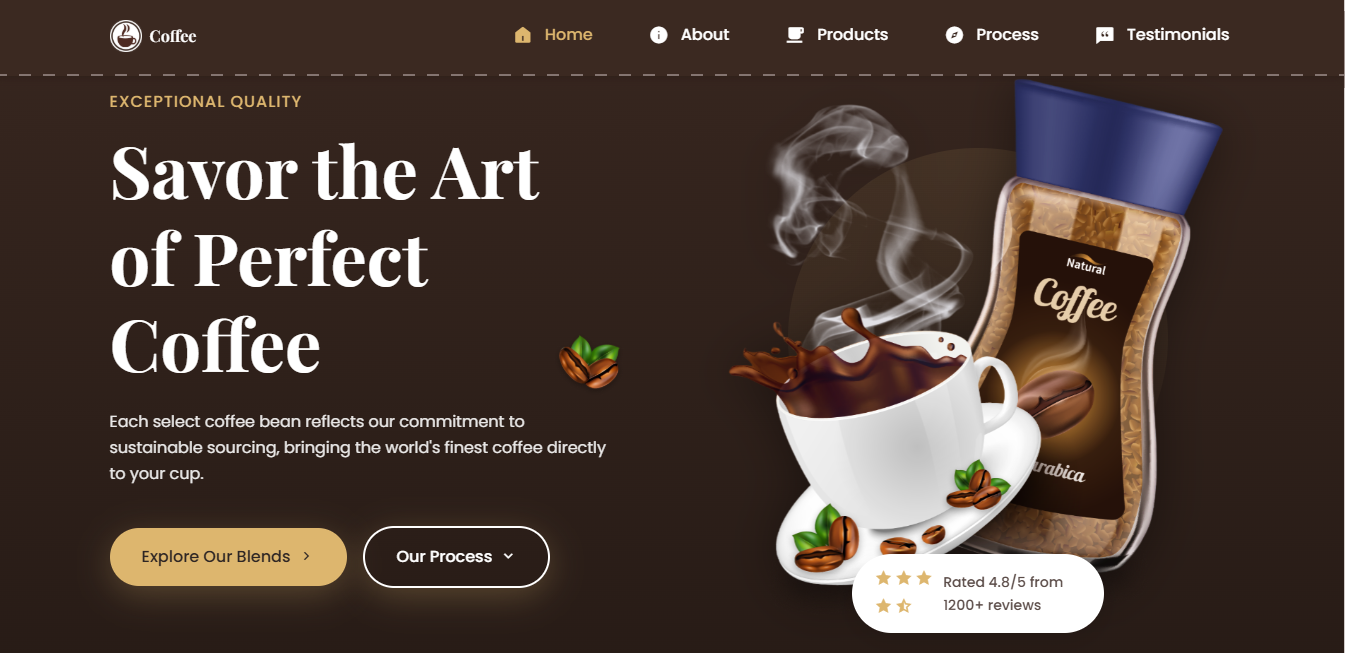 Coffee
Home
About
Products
Process
Testimonials
EXCEPTIONAL QUALITY
Savor the Art
of Perfect
Coffee
Each select coffee bean reflects our commitment to
sustainable sourcing, bringing the world's finest coffee directly
to your cup.
Explore Our Blends
Our Process
Natural
Coffee
Rated 4.8/5 from
1200+ reviews